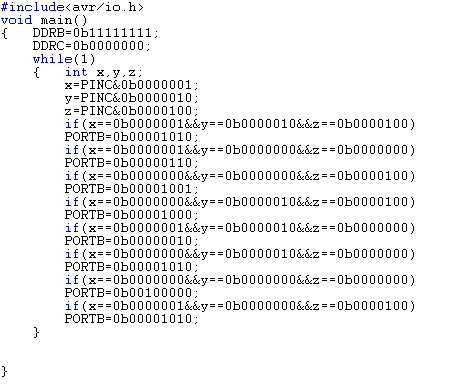 #include<avr/io.h>
void main()
{   DDRB=0b11111111;
    DDRC=0b0000000;
    while(1)
    {   int x,y,z;
        x=PINC&0b0000001;
        y=PINC&0b0000010;
        z=PINC&0b0000100;
        if(x==0b0000001&&y==0b0000010&&z==0b0000100)
        PORTB=0b00001010;
        if(x==0b0000001&&y==0b0000000&&z==0b0000000)
        PORTB=0b00000110;
        if(x==0b0000000&&y==0b0000000&&z==0b0000100)
        PORTB=0b00001001;
        if(x==0b0000000&&y==0b0000010&&z==0b0000100)
        PORTB=0b00001000;
        if(x==0b0000001&&y==0b0000010&&z==0b0000000)
        PORTB=0b00000010;
        if(x==0b0000000&&y==0b0000010&&z==0b0000000)
        PORTB=0b00001010;
        if(x==0b0000000&&y==0b0000000&&z==0b0000000)
        PORTB=0b00100000;
        if(x==0b0000001&&y==0b0000000&&z==0b0000100)
        PORTB=0b00001010;
    }
}